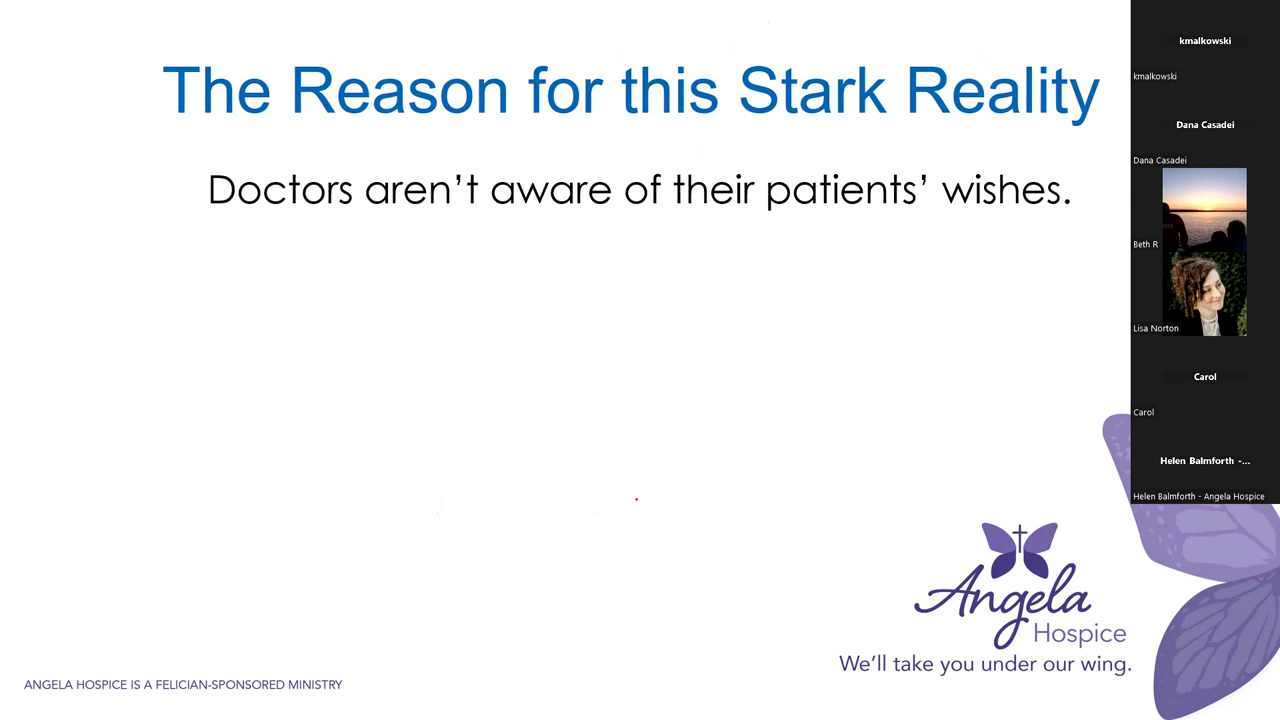 The Reason for this Stark Reality
Doctors aren’t aware of their patients’ wishes.
Angela
Hospice
We’ll take you under our wing.
ANGELA HOSPICE IS A FELICIAN-SPONSORED MINISTRY
kmalkowski
kmalkowski
Dana Casadei
Dana Casadei
Beth R
Lisa Norton
Carol
Carol
Helen Balmforth -...
Helen Balmforth - Angela Hospice